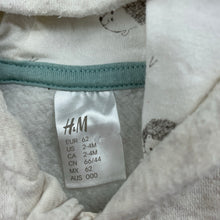 H&M
EUR 62
US 2-4M
CA 2-4M
CN 66/44
MX 62
AUS 000